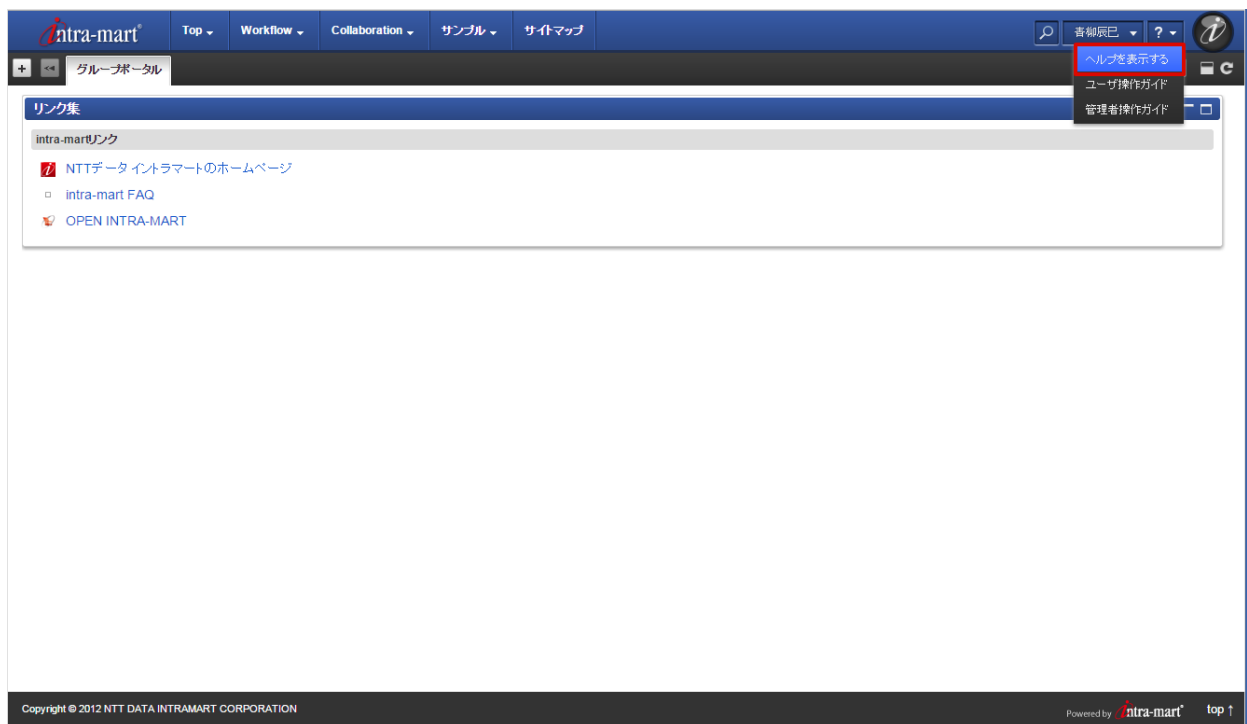 intra-mart® Top Workflow Collaboration サンプル サイトマップ 青柳辰巳 ?
グループポータル
ヘルプを表示する
ユーザ操作ガイド
管理者操作ガイド
リンク集
intra-martリンク
NTTデータ イントラマートのホームページ
intra-mart FAQ
OPEN INTRA-MART
Copyright © 2012 NTT DATA INTRAMART CORPORATION
Powered by intra-mart® top ↑